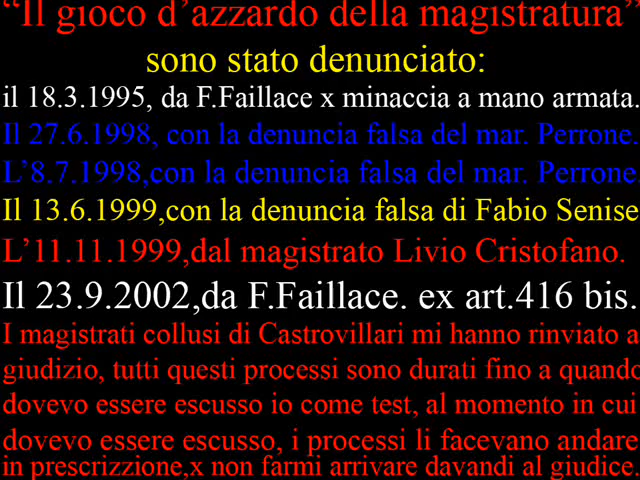 “Il gioco d’azzardo della magistratura”
sono stato denunciato:
il 18.3.1995, da F.Faillace x minaccia a mano armata.
Il 27.6.1998, con la denuncia falsa del mar. Perrone.
L’8.7.1998,con la denuncia falsa del mar. Perrone.
Il 13.6.1999,con la denuncia falsa di Fabio Senise
L’11.11.1999,dal magistrato Livio Cristofano.
Il 23.9.2002,da F.Faillace. ex art.416 bis.
I magistrati collusi di Castrovillari mi hanno rinviato a
giudizio, tutti questi processi sono durati fino a quando
dovevo essere escusso io come test, al momento in cui
dovevo essere escusso, i processi li facevano andare
in prescrizzione,x non farmi arrivare davandi al giudice.